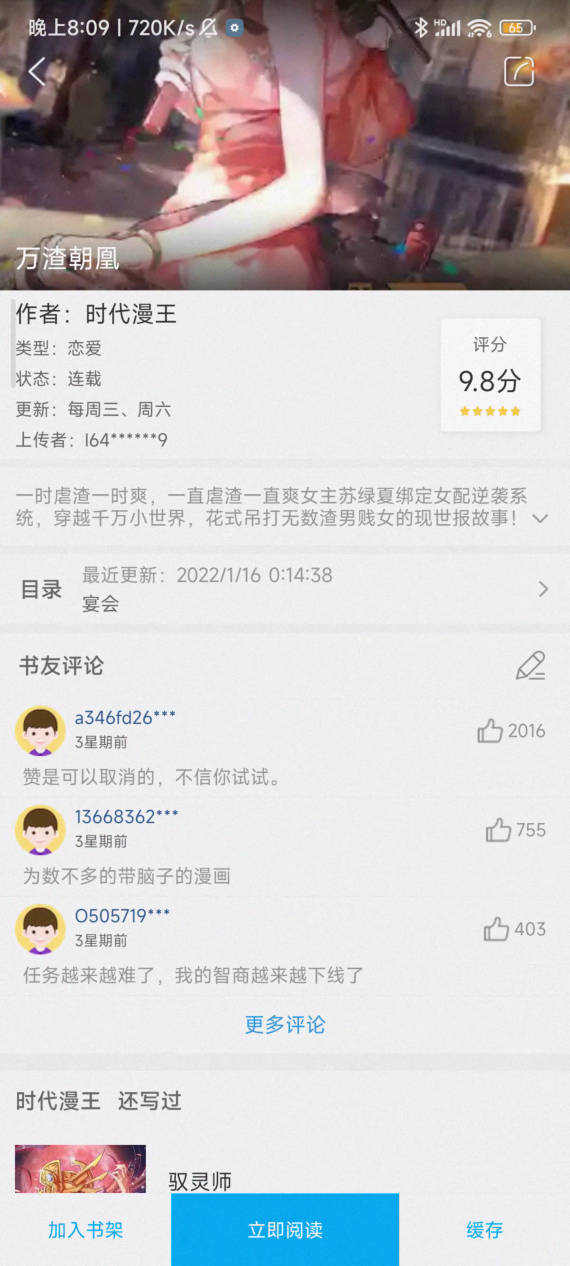 晚上8:09 | 720K/s
HD
65
万渣朝凰
作者：时代漫王
类型：恋爱
状态：连载
更新：每周三、周六
上传者：I64******9
评分
9.8分
一时虐渣一时爽，一直虐渣一直爽女主苏绿夏绑定女配逆袭系
统，穿越千万小世界，花式吊打无数渣男贱女的现世报故事！
目录
最近更新：2022/1/16 0:14:38
宴会
书友评论
a346fd26***
3星期前
2016
赞是可以取消的，不信你试试。
13668362***
3星期前
755
为数不多的带脑子的漫画
O505719***
3星期前
403
任务越来越难了，我的智商越来越下线了
更多评论
时代漫王 还写过
驭灵师
加入书架
立即阅读
缓存